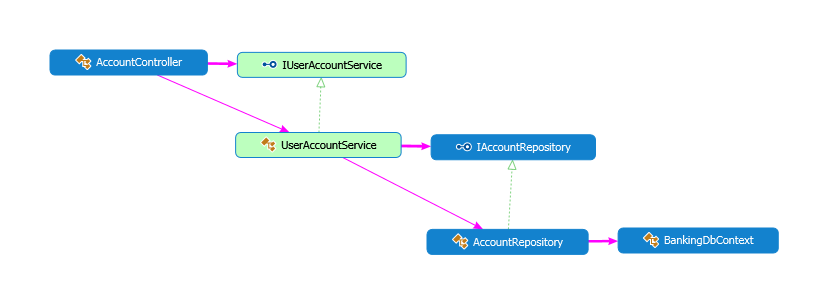 AccountController
IUserAccountService
UserAccountService
IAccountRepository
AccountRepository
BankingDbContext